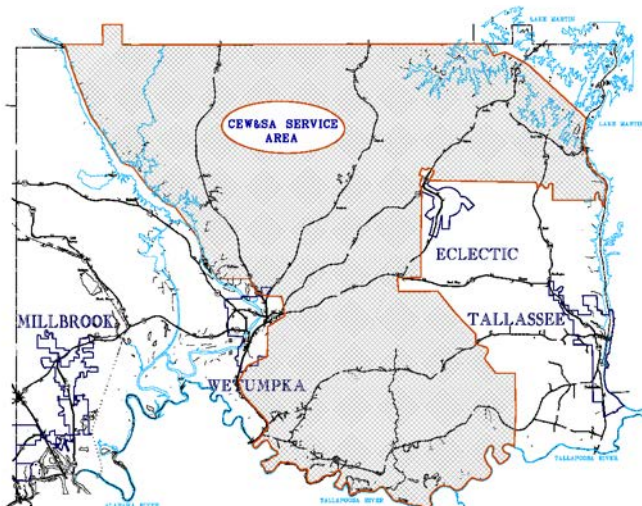 LAKE MARTIN
CEW&SA SERVICE
AREA
LAKE MARTIN
ECLECTIC
MILLBROOK
TALLASSEE
WETUMPKA
TALLAPOOSA RIVER
ALABAMA RIVER
TALLAPOOSA RIVER